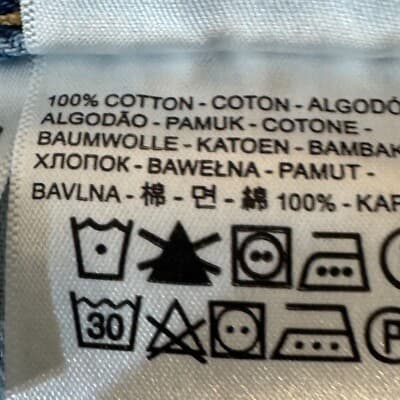 100% COTTON - COTON - ALGODÓ
ALGODÃO - PAMUK - COTONE -
BAUMWOLLE - KATOEN - BAMBAK
ХЛОПОК - BAWEŁNA - PAMUT -
BAVLNA - 棉 - 면 - 綿 100% - KAP
30 P